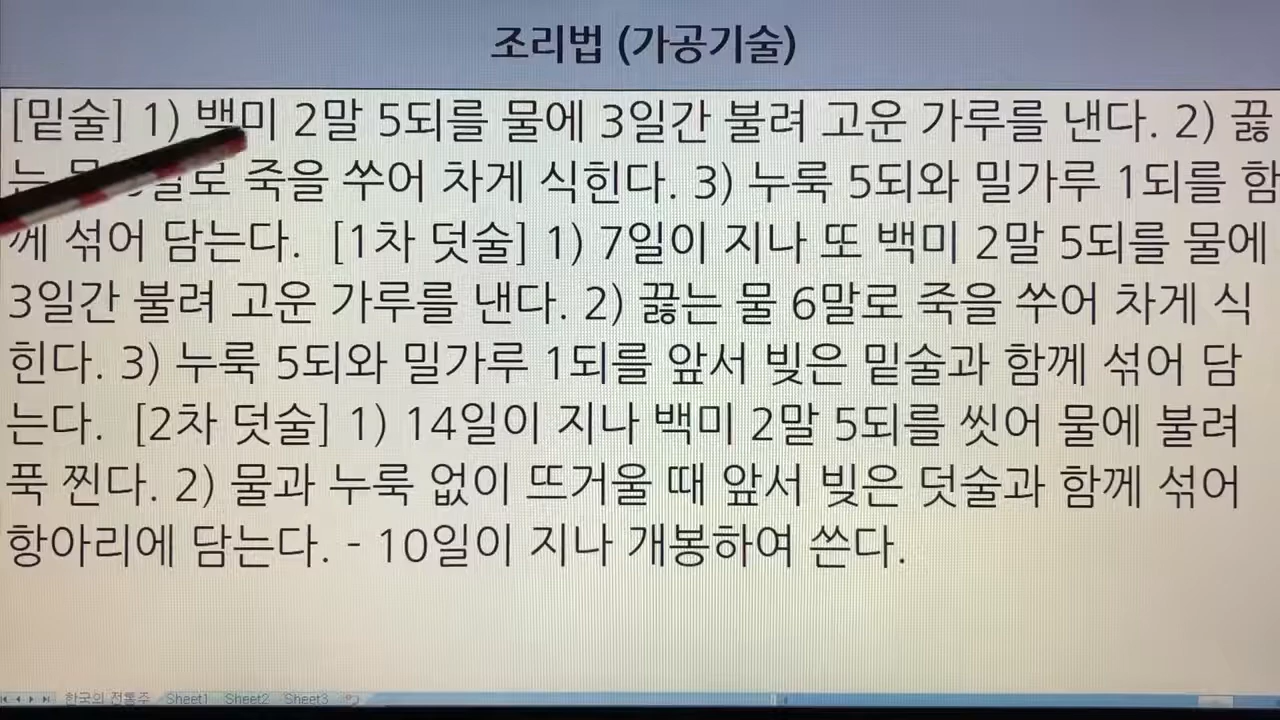 조리법 (가공기술)
[밑술] 1) 백미 2말 5되를 물에 3일간 불려 고운 가루를 낸다. 2) 끓
는 죽을 쑤어 차게 식힌다. 3) 누룩 5되와 밀가루 1되를 함
께 섞어 담는다. [1차 덧술] 1) 7일이 지나 또 백미 2말 5되를 물에
3일간 불려 고운 가루를 낸다. 2) 끓는 물 6말로 죽을 쑤어 차게 식
힌다. 3) 누룩 5되와 밀가루 1되를 앞서 빚은 밑술과 함께 섞어 담
는다. [2차 덧술] 1) 14일이 지나 백미 2말 5되를 씻어 물에 불려
푹 찐다. 2) 물과 누룩 없이 뜨거울 때 앞서 빚은 덧술과 함께 섞어
항아리에 담는다. - 10일이 지나 개봉하여 쓴다.
한국의 전통주 Sheet1 Sheet2 Sheet3